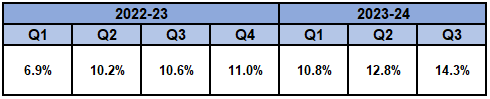 2022-23 2023-24
Q1 Q2 Q3 Q4 Q1 Q2 Q3
6.9% 10.2% 10.6% 11.0% 10.8% 12.8% 14.3%